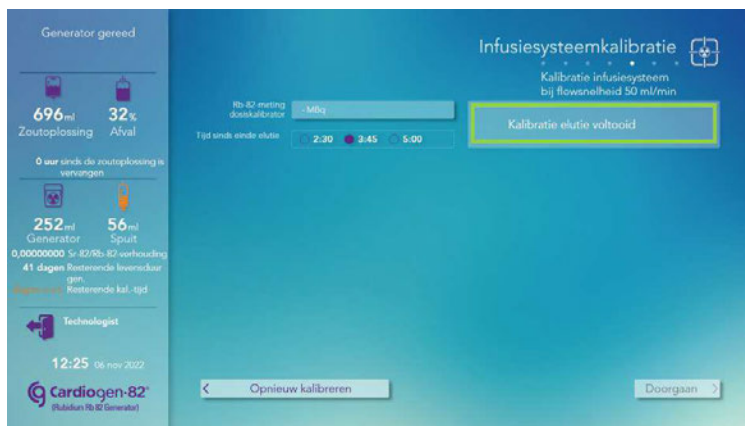 Generator gereed
696ml
Zoutoplossing
32%
Afval
0 uur sinds de zoutoplossing is
vervangen
252ml
Generator
56ml
Spuit
0,00000000 Sr-82/Rb-82-verhouding
41 dagen Resterende levensduur
gen.
Resterende kal.-tijd
Technologist
12:25 06 nov 2022
Cardiogen-82®
(Rubidium Rb 82 Generator)
Infusiesysteemkalibratie
Kalibratie infusiesysteem
bij flowsnelheid 50 ml/min
Rb-82-meting
dosiskalibrator
- MBq
Tijd sinds einde elutie
2:30 3:45 5:00
Kalibratie elutie voltooid
< Opnieuw kalibreren
Doorgaan >